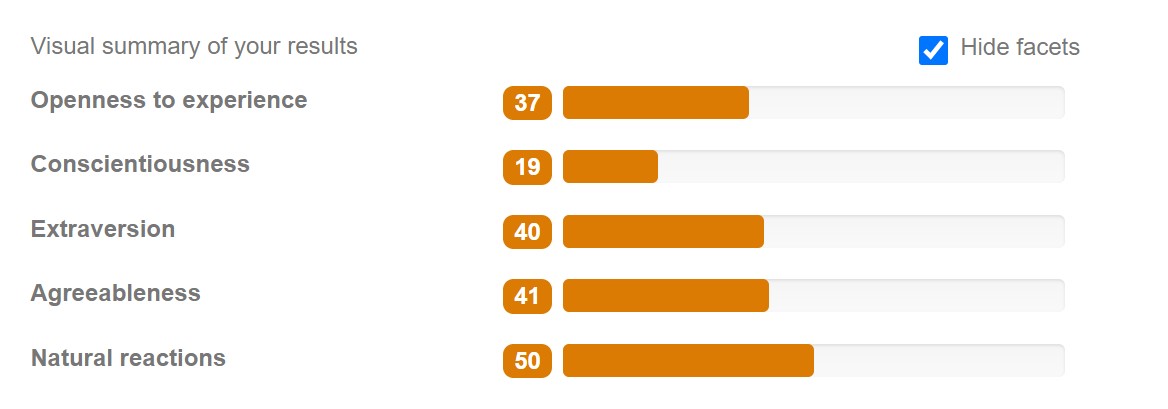 Visual summary of your results
Hide facets
Openness to experience 37
Conscientiousness 19
Extraversion 40
Agreeableness 41
Natural reactions 50